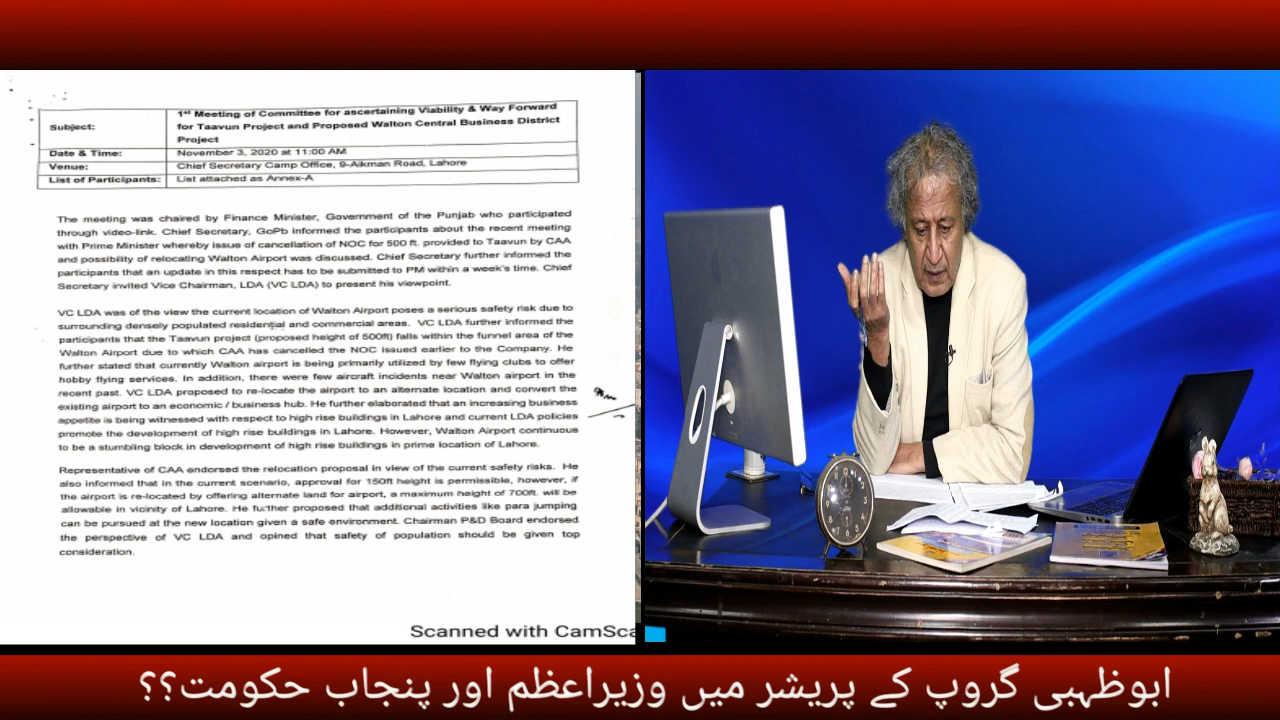 Subject:
1st Meeting of Committee for ascertaining Viability & Way Forward
for Taavun Project and Proposed Walton Central Business District
Project
Date & Time:
November 3, 2020 at 11:00 AM
Venue:
Chief Secretary Camp Office, 9-Aikman Road, Lahore
List of Participants:
List attached as Annex-A
The meeting was chaired by Finance Minister, Government of the Punjab who participated
through video-link. Chief Secretary, GoPb informed the participants about the recent meeting
with Prime Minister whereby issue of cancellation of NOC for 500 ft. provided to Taavun by CAA
and possibility of relocating Walton Airport was discussed. Chief Secretary further informed the
participants that an update in this respect has to be submitted to PM within a week's time. Chief
Secretary invited Vice Chairman, LDA (VC LDA) to present his viewpoint.
VC LDA was of the view the current location of Walton Airport poses a serious safety risk due to
surrounding densely populated residential and commercial areas. VC LDA further informed the
participants that the Taavun project (proposed height of 500ft) falls within the funnel area of the
Walton Airport due to which CAA has cancelled the NOC issued earlier to the Company. He
further stated that currently Walton airport is being primarily utilized by few flying clubs to offer
hobby flying services. In addition, there were few aircraft incidents near Walton airport in the
recent past. VC LDA proposed to re-locate the airport to an alternate location and convert the
existing airport to an economic / business hub. He further elaborated that an increasing business
appetite is being witnessed with respect to high rise buildings in Lahore and current LDA policies
promote the development of high rise buildings in Lahore. However, Walton Airport continuous
to be a stumbling block in development of high rise buildings in prime location of Lahore.
Representative of CAA endorsed the relocation proposal in view of the current safety risks. He
also informed that in the current scenario, approval for 150ft height is permissible, however, if
the airport is re-located by offering alternate land for airport, a maximum height of 700ft. will be
allowable in vicinity of Lahore. He further proposed that additional activities like para jumping
can be pursued at the new location given a safe environment. Chairman P&D Board endorsed
the perspective of VC LDA and opined that safety of population should be given top
consideration.
Scanned with CamSca
ابوظہبی گروپ کے پریشر میں وزیراعظم اور پنجاب حکومت؟؟